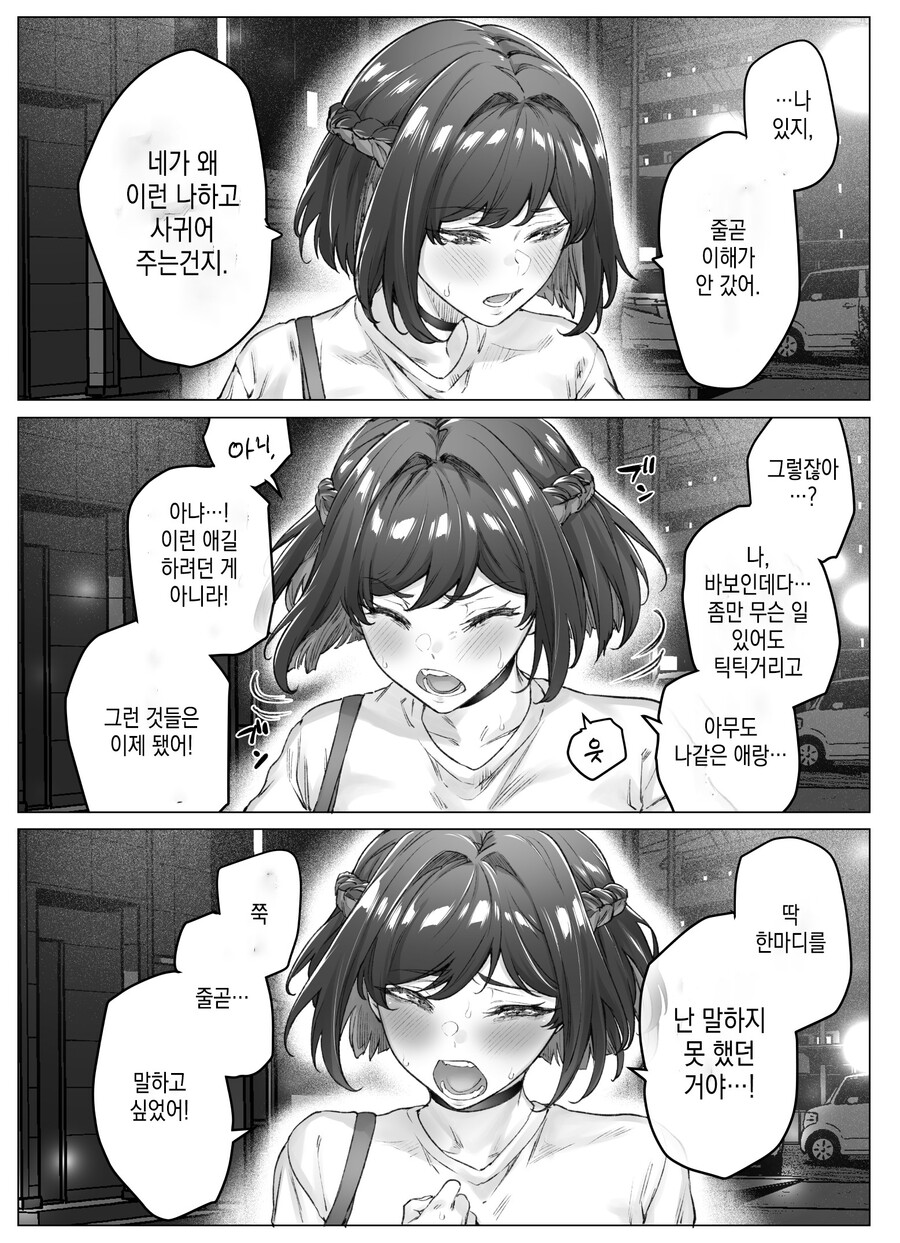 …나
있지,
줄곧
이해가
안 갔어.
네가 왜
이런 나하고
사귀어
주는건지.
그렇잖아
…?
나,
바보인데다…
좀만 무슨 일
있어도
틱틱거리고
아무도
나같은 애랑…
읏
ブン
아니,
아냐…!
이런 얘길
하려던 게
아니라!
그런 것들은
이제 됐어!
ブン
딱
한마디를
난 말하지
못 했던
거야…!
쭉
줄곧…
말하고
싶었어!